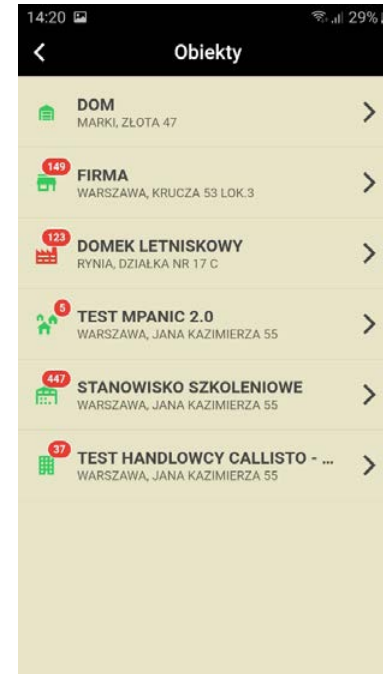 14:20 29%
Obiekty
DOM
MARKI, ZŁOTA 47
149
FIRMA
WARSZAWA, KRUCZA 53 LOK.3
123
DOMEK LETNISKOWY
RYNIA, DZIAŁKA NR 17 C
5
TEST MPANIC 2.0
WARSZAWA, JANA KAZIMIERZA 55
447
STANOWISKO SZKOLENIOWE
WARSZAWA, JANA KAZIMIERZA 55
37
TEST HANDLOWCY CALLISTO - ...
WARSZAWA, JANA KAZIMIERZA 55